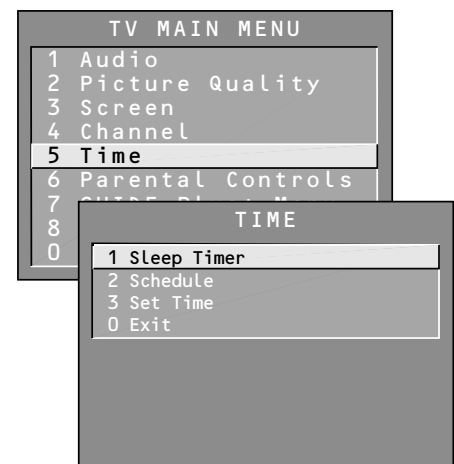 TV MAIN MENU
1 Audio
2 Picture Quality
3 Screen
4 Channel
5 Time
6 Parental Controls
7
8
0
TIME
1 Sleep Timer
2 Schedule
3 Set Time
0 Exit